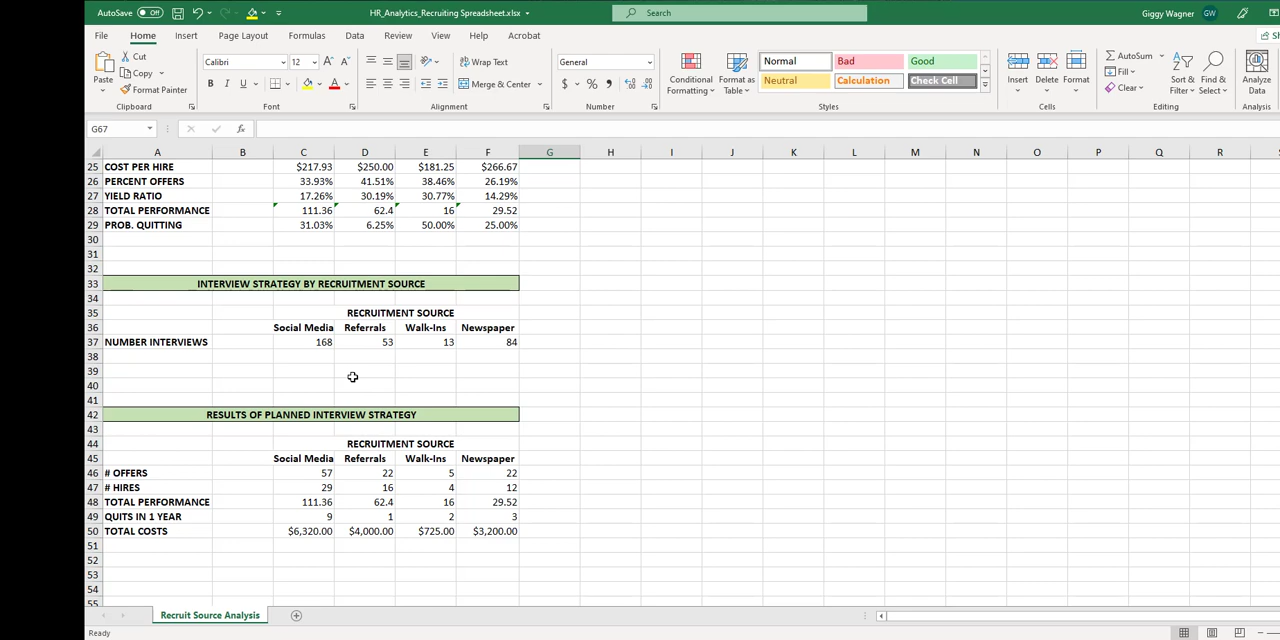 AutoSave Off HR_Analytics_Recruiting Spreadsheet.xlsx Search Giggy Wagner GW
File Home Insert Page Layout Formulas Data Review View Help Acrobat
Paste Cut Copy Format Painter Clipboard
Calibri 12 A A B I U A Font
Wrap Text Merge & Center Alignment
General $ % Number
Conditional Formatting Format as Table Normal Bad Good Neutral Calculation Check Cell Styles
Insert Delete Format Cells
AutoSum Fill Clear Sort & Filter Find & Select Editing
Analyze Data Analysis
G67 fx
A B C D E F G H I J K L M N O P Q R
25 COST PER HIRE $217.93 $250.00 $181.25 $266.67
26 PERCENT OFFERS 33.93% 41.51% 38.46% 26.19%
27 YIELD RATIO 17.26% 30.19% 30.77% 14.29%
28 TOTAL PERFORMANCE 111.36 62.4 16 29.52
29 PROB. QUITTING 31.03% 6.25% 50.00% 25.00%
30
31
32
33 INTERVIEW STRATEGY BY RECRUITMENT SOURCE
34
35 RECRUITMENT SOURCE
36 Social Media Referrals Walk-Ins Newspaper
37 NUMBER INTERVIEWS 168 53 13 84
38
39
40
41
42 RESULTS OF PLANNED INTERVIEW STRATEGY
43
44 RECRUITMENT SOURCE
45 Social Media Referrals Walk-Ins Newspaper
46 # OFFERS 57 22 5 22
47 # HIRES 29 16 4 12
48 TOTAL PERFORMANCE 111.36 62.4 16 29.52
49 QUITS IN 1 YEAR 9 1 2 3
50 TOTAL COSTS $6,320.00 $4,000.00 $725.00 $3,200.00
51
52
53
54
55
Recruit Source Analysis
Ready